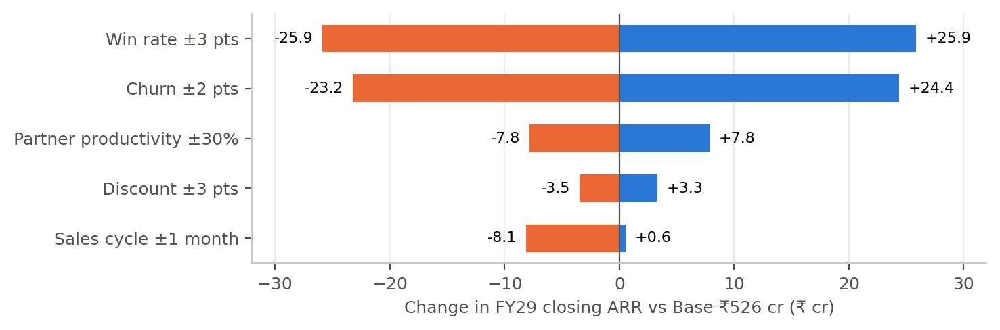 Win rate ±3 pts -25.9 +25.9
Churn ±2 pts -23.2 +24.4
Partner productivity ±30% -7.8 +7.8
Discount ±3 pts -3.5 +3.3
Sales cycle ±1 month -8.1 +0.6
−30 −20 −10 0 10 20 30
Change in FY29 closing ARR vs Base ₹526 cr (₹ cr)